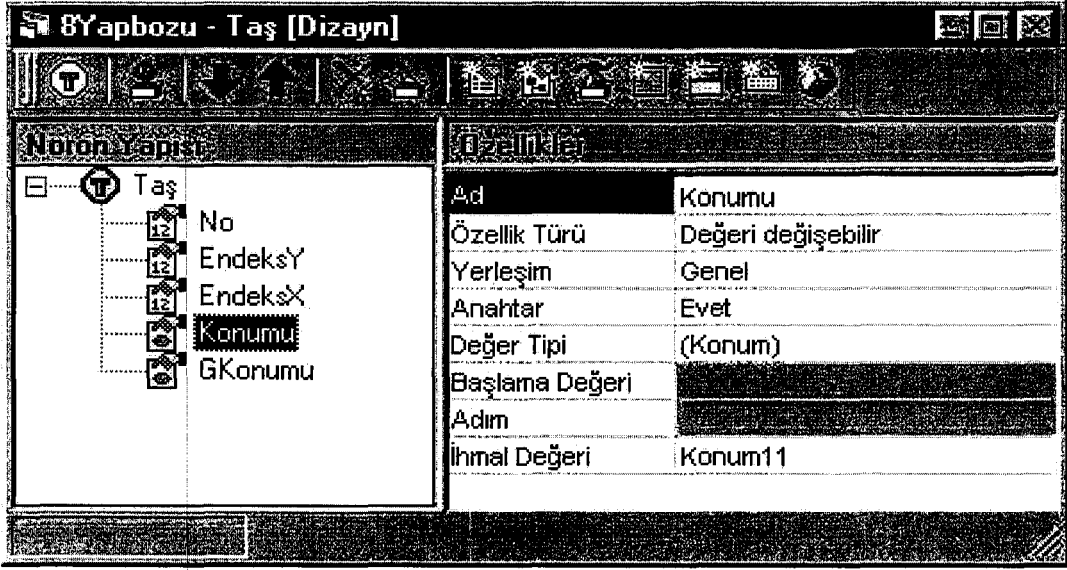 8Yapbozu - Taş [Dizayn]
Nöron Yapısı
Özellikler
Taş
No
EndeksY
EndeksX
Konumu
GKonumu
Ad Konumu
Özellik Türü Değeri değişebilir
Yerleşim Genel
Anahtar Evet
Değer Tipi (Konum)
Başlama Değeri
Adım
İhmal Değeri Konum11